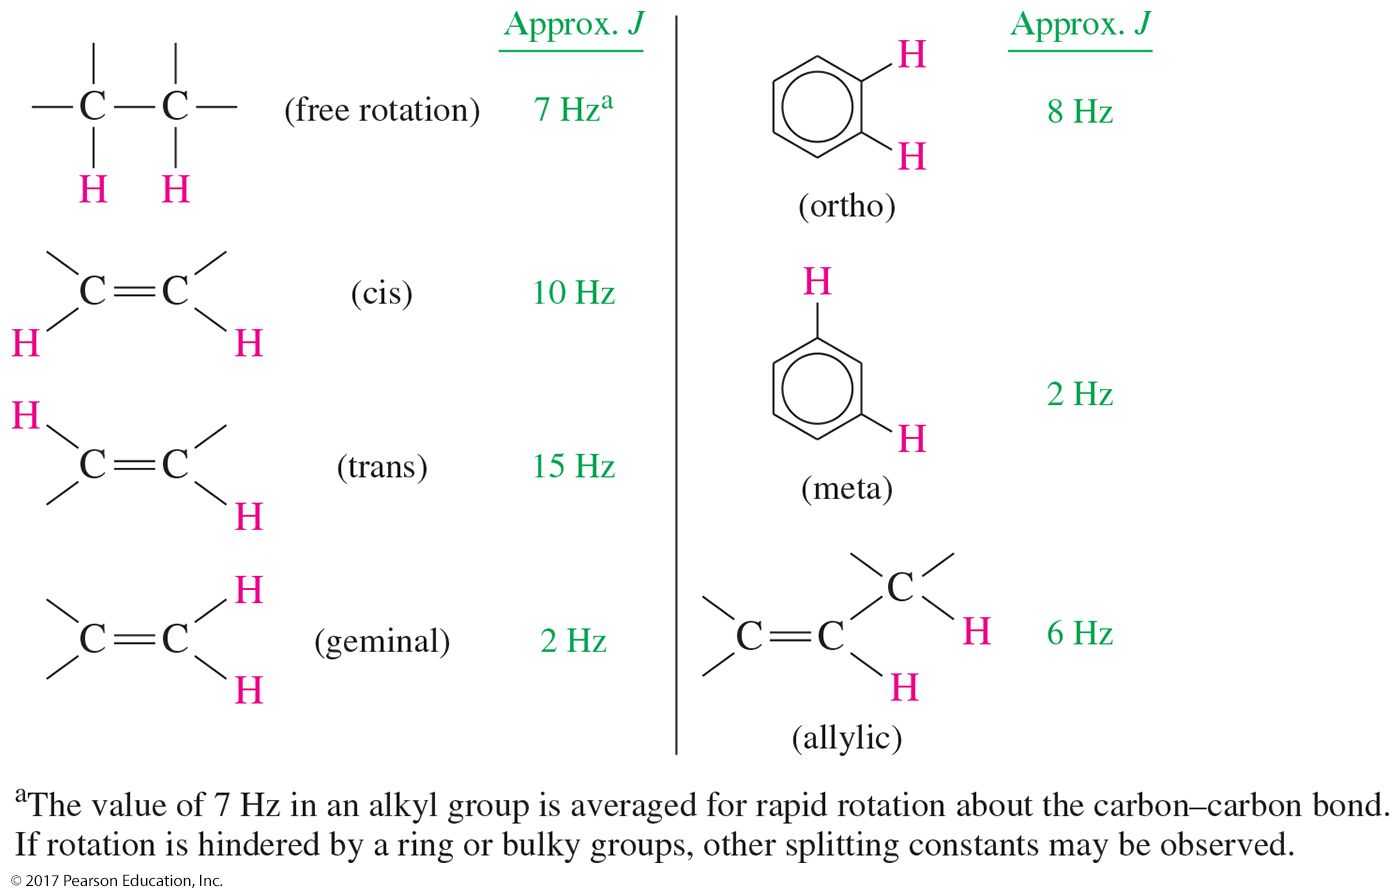 Approx. J
C C (free rotation) 7 Hzª
H H
C C
H H (cis) 10 Hz
H
C C (trans) 15 Hz
H
H
C C (geminal) 2 Hz
H
Approx. J
H
8 Hz
H
(ortho)
H
2 Hz
H
(meta)
C
C C H 6 Hz
H
(allylic)
ªThe value of 7 Hz in an alkyl group is averaged for rapid rotation about the carbon–carbon bond.
If rotation is hindered by a ring or bulky groups, other splitting constants may be observed.
© 2017 Pearson Education, Inc.